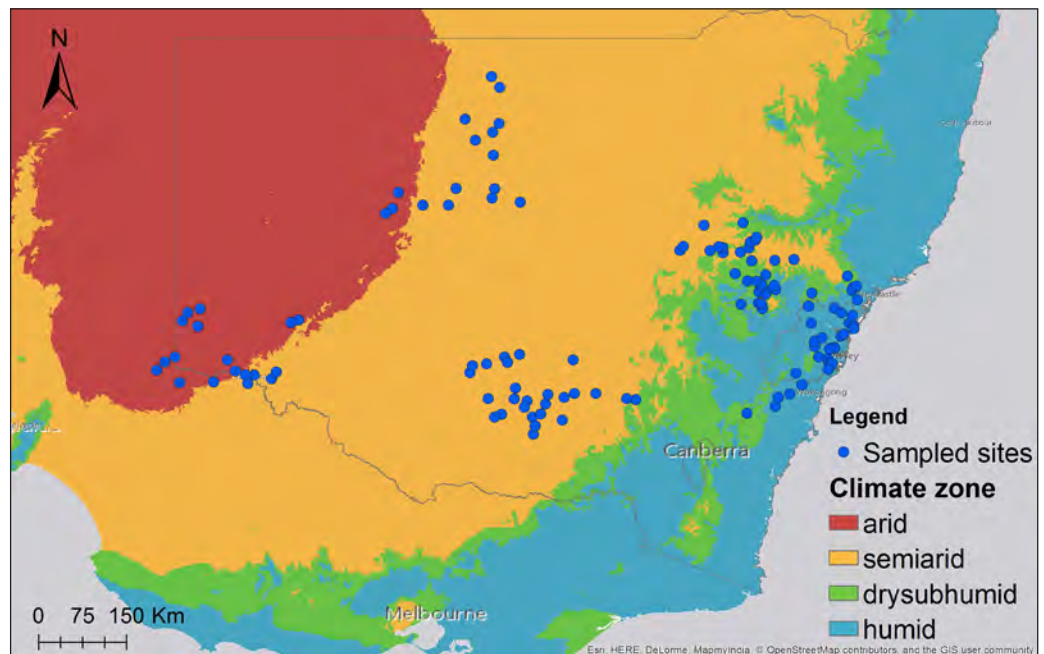 N
Canberra
Legend
Sampled sites
Climate zone
arid
semiarid
drysubhumid
humid
Melbourne
0 75 150 Km
Esri, HERE, DeLorme, MapmyIndia, © OpenStreetMap contributors, and the GIS user community